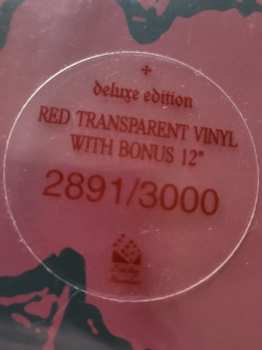 deluxe edition
RED TRANSPARENT VINYL
WITH BONUS 12"
2891/3000